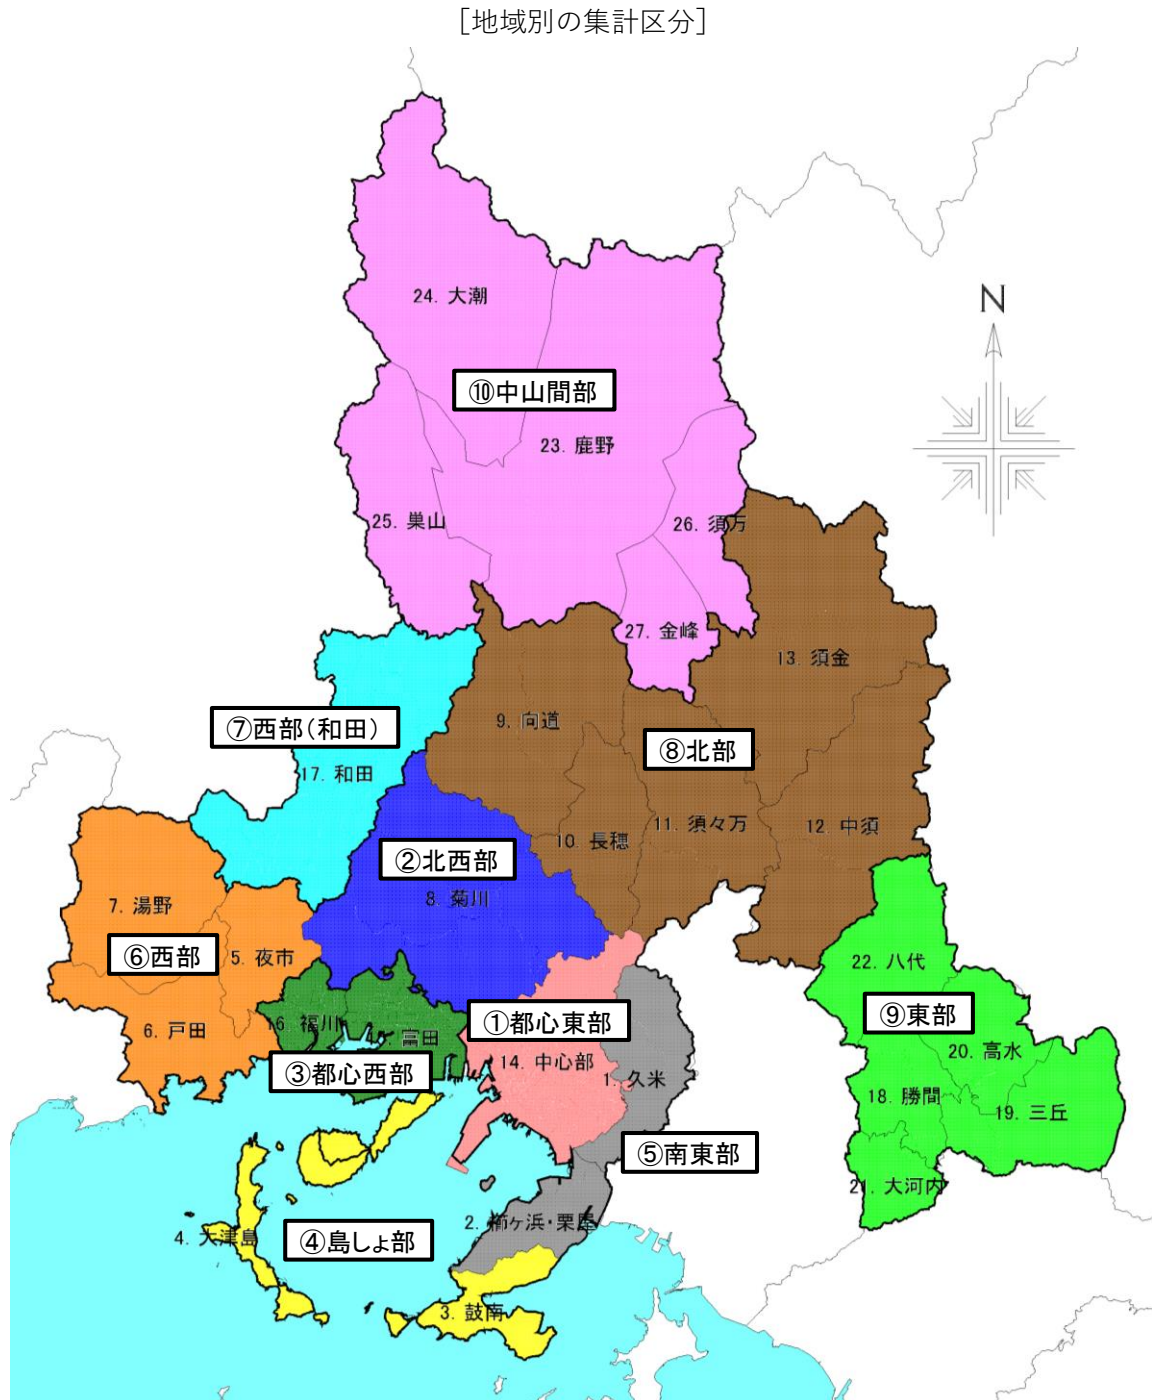 ［地域別の集計区分］
N
24. 大潮
⑩中山間部
23. 鹿野
25. 巣山
26. 須万
27. 金峰
13. 須金
9. 向道
⑦西部(和田)
⑧北部
17. 和田
10. 長穂
11. 須々万
12. 中須
②北西部
8. 菊川
7. 湯野
⑥西部
5. 夜市
22. 八代
⑨東部
6. 戸田
16. 福川
富田
①都心東部
20. 高水
14. 中心部
③都心西部
久米
18. 勝間
19. 三丘
⑤南東部
21. 大河内
2. 櫛ヶ浜・栗屋
4. 大津島
④島しょ部
3. 鼓南